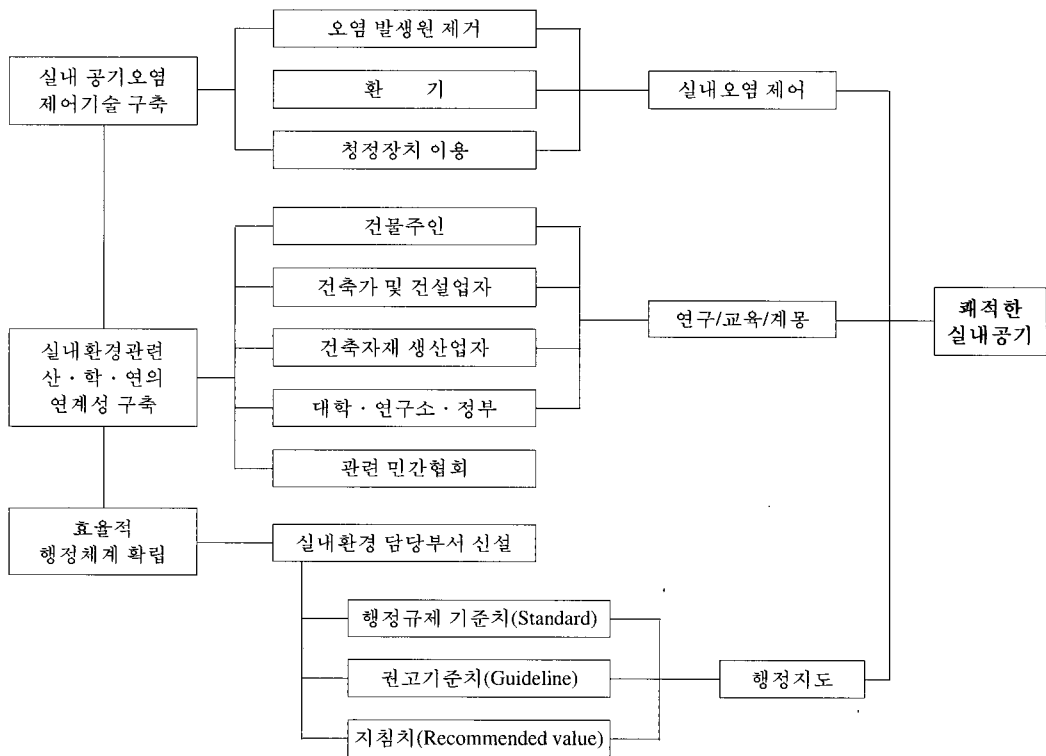 오염 발생원 제거
실내 공기오염
제어기술 구축
환 기
실내오염 제어
청정장치 이용
건물주인
건축가 및 건설업자
실내환경관련
산 · 학 · 연의
연계성 구축
건축자재 생산업자
연구/교육/계몽
쾌적한
실내공기
대학 · 연구소 · 정부
관련 민간협회
효율적
행정체계 확립
실내환경 담당부서 신설
행정규제 기준치(Standard)
권고기준치(Guideline)
행정지도
지침치(Recommended value)